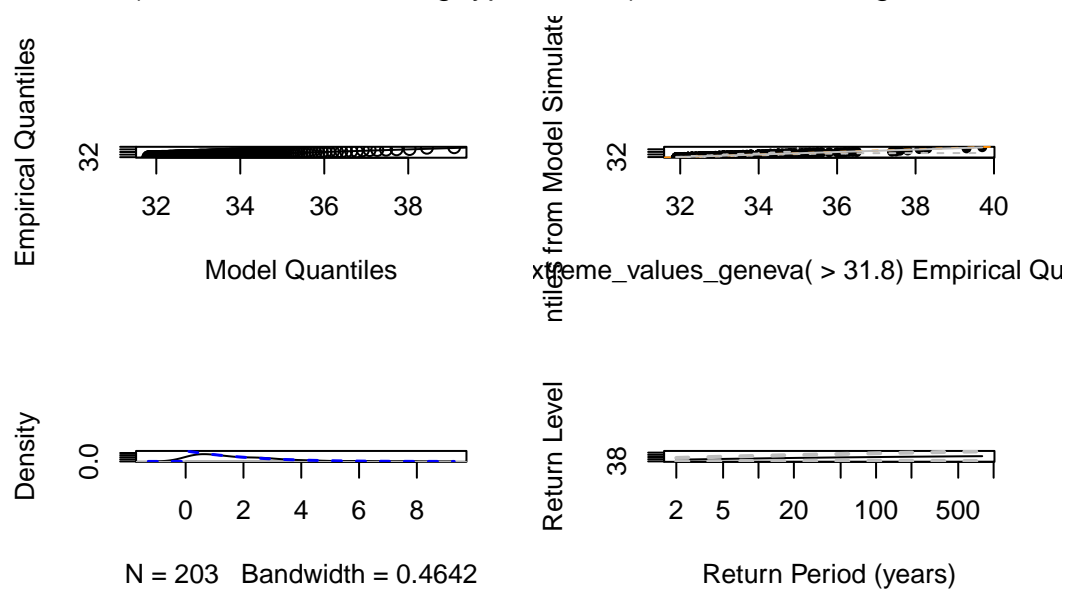 Empirical Quantiles
32
32 34 36 38
Model Quantiles
ntiles from Model Simulate
32
32 34 36 38 40
xtreme_values_geneva( > 31.8) Empirical Qu
Density
0.0
0 2 4 6 8
N = 203 Bandwidth = 0.4642
Return Level
38
2 5 20 100 500
Return Period (years)